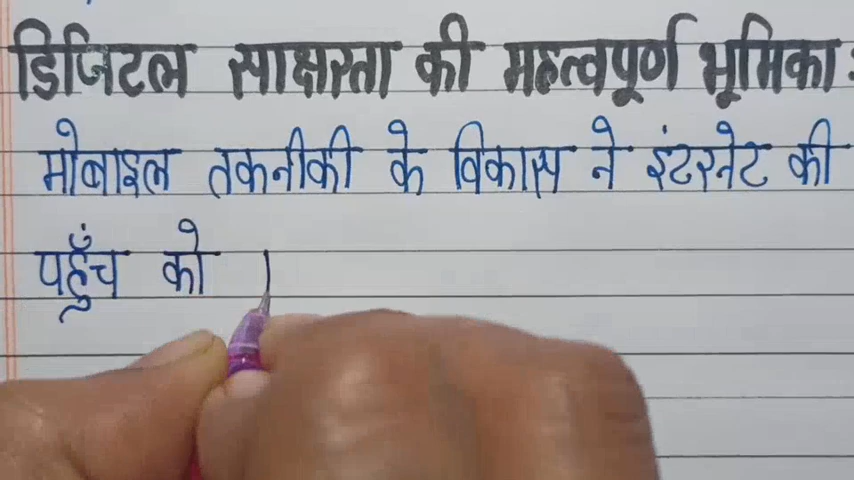 डिजिटल साक्षरता की महत्वपूर्ण भूमिका:
मोबाइल तकनीकी के विकास ने इंटरनेट की
पहुँच को